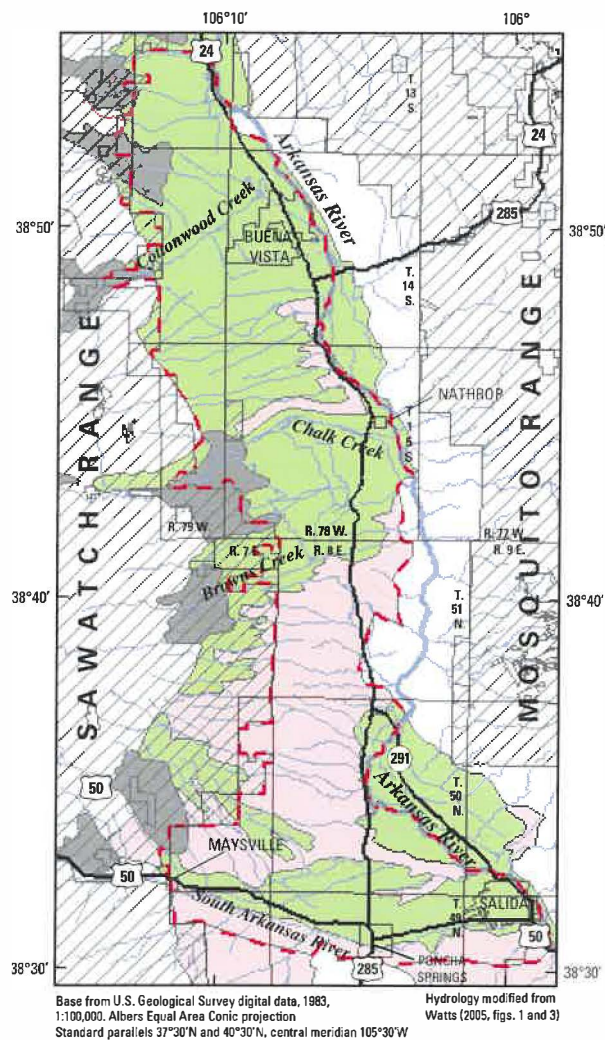 106°10'
106°
24
T.
13
S.
24
Arkansas River
285
38°50'
38°50'
Cottonwood Creek
BUENA
VISTA
T.
14
S.
SAWATCH RANGE
MOSQUITO RANGE
NATHROP
T.
1 5
S.
Chalk Creek
R. 79 W.
R. 78 W.
R. 77 W.
R. 7 E.
R. 8 E.
R. 9 E.
Browns Creek
38°40'
38°40'
T.
51
N.
291
50
T.
50
N.
Arkansas River
MAYSVILLE
50
South Arkansas River
SALIDA
T.
49
N.
50
PONCHA
SPRINGS
38°30'
38°30'
285
Base from U.S. Geological Survey digital data, 1983,
1:100,000. Albers Equal Area Conic projection
Standard parallels 37°30'N and 40°30'N, central meridian 105°30'W
Hydrology modified from
Watts (2005, figs. 1 and 3)